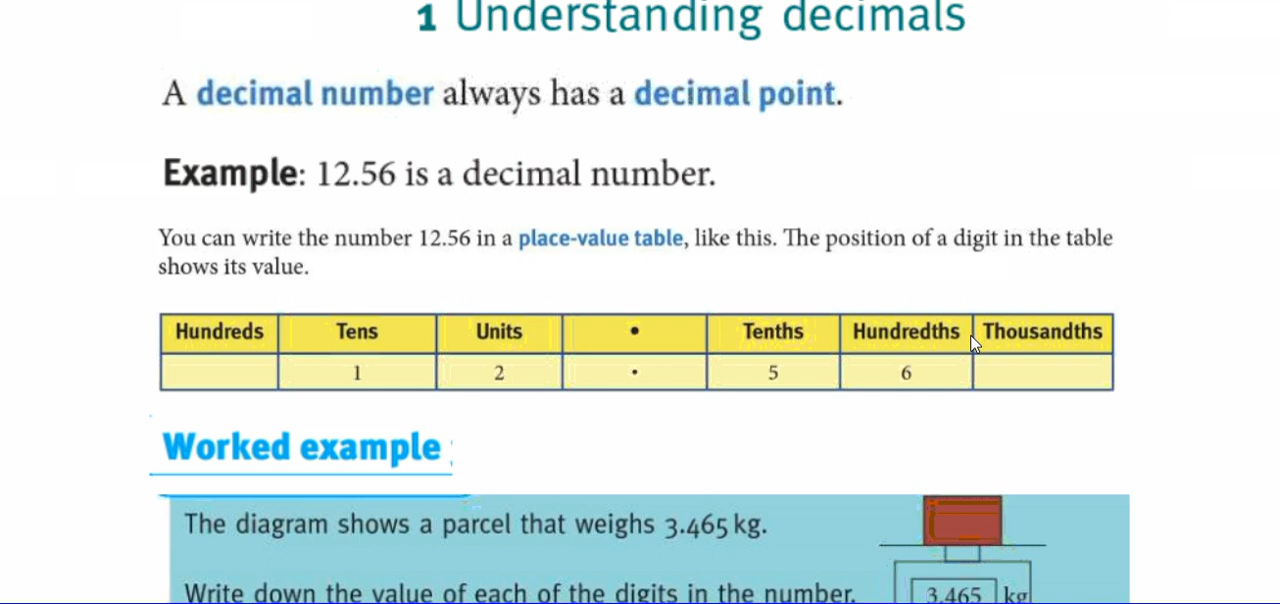 1 Understanding decimals
A decimal number always has a decimal point.
Example: 12.56 is a decimal number.
You can write the number 12.56 in a place-value table, like this. The position of a digit in the table
shows its value.
Hundreds Tens Units • Tenths Hundredths Thousandths
1 2 . 5 6
Worked example
The diagram shows a parcel that weighs 3.465 kg.
Write down the value of each of the digits in the number.
3.465 kg